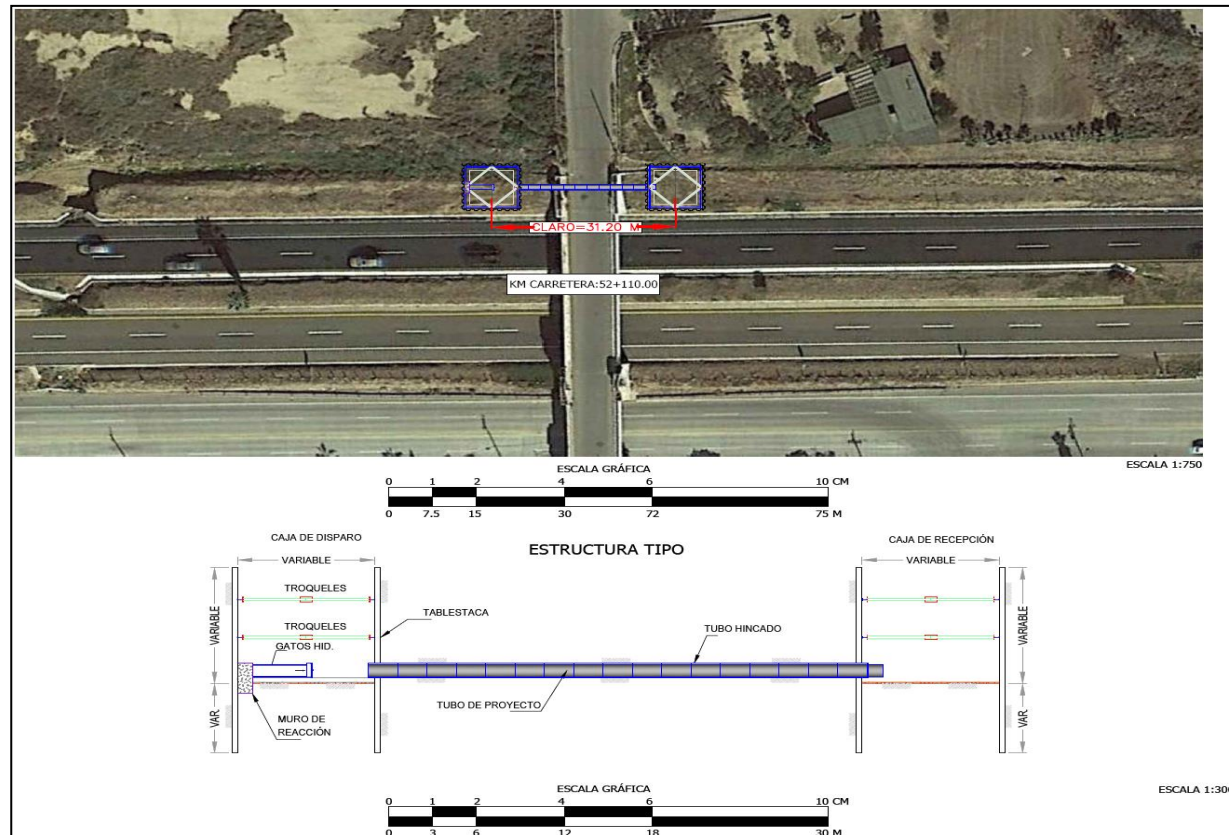 CLARO=31.20 M
KM CARRETERA:52+110.00
ESCALA 1:750
ESCALA GRÁFICA
0 1 2 4 6 10 CM
0 7.5 15 30 72 75 M
ESTRUCTURA TIPO
CAJA DE DISPARO
VARIABLE
CAJA DE RECEPCIÓN
VARIABLE
TROQUELES
VARIABLE
TABLESTACA
VARIABLE
TROQUELES
TUBO HINCADO
GATOS HID.
TUBO DE PROYECTO
VAR.
MURO DE
REACCIÓN
VAR.
ESCALA GRÁFICA
ESCALA 1:300
0 1 2 4 6 10 CM
0 3 6 12 18 30 M